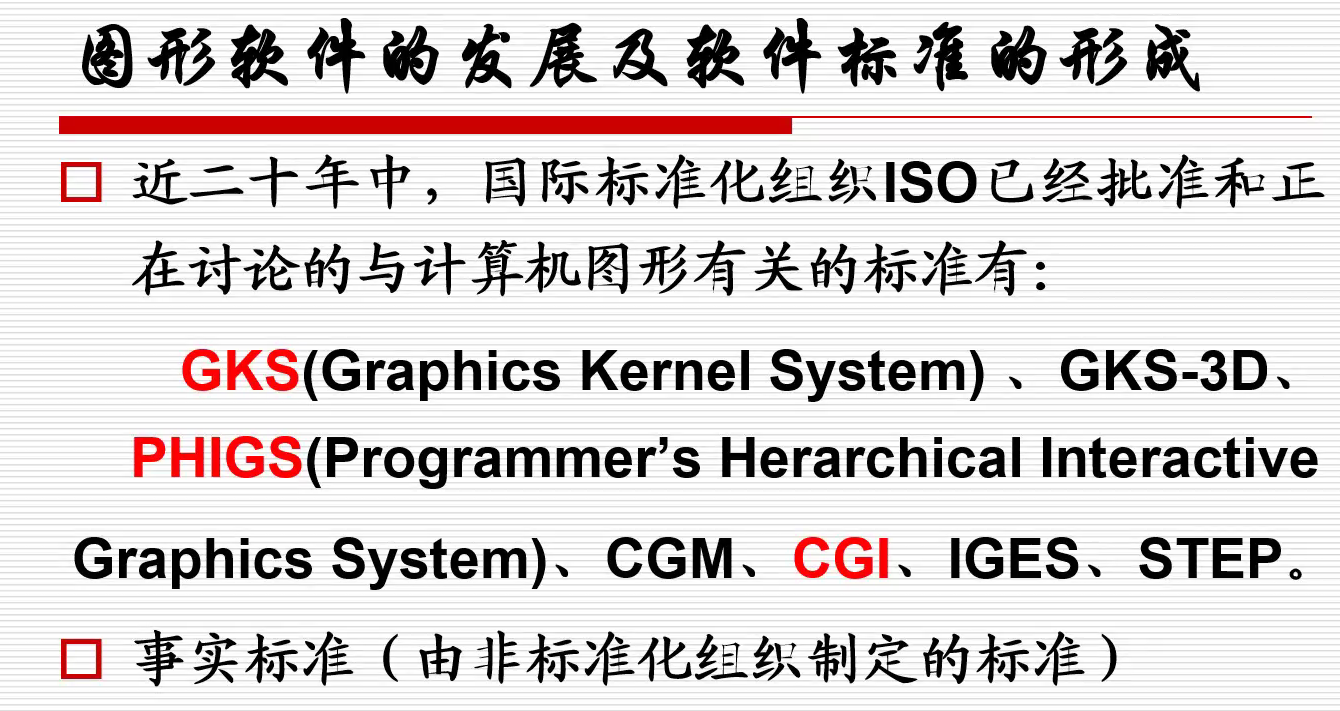 图形软件的发展及软件标准的形成
近二十年中，国际标准化组织ISO已经批准和正
在讨论的与计算机图形有关的标准有：
GKS(Graphics Kernel System) 、GKS-3D、
PHIGS(Programmer’s Herarchical Interactive
Graphics System)、CGM、CGI、IGES、STEP。
事实标准（由非标准化组织制定的标准）